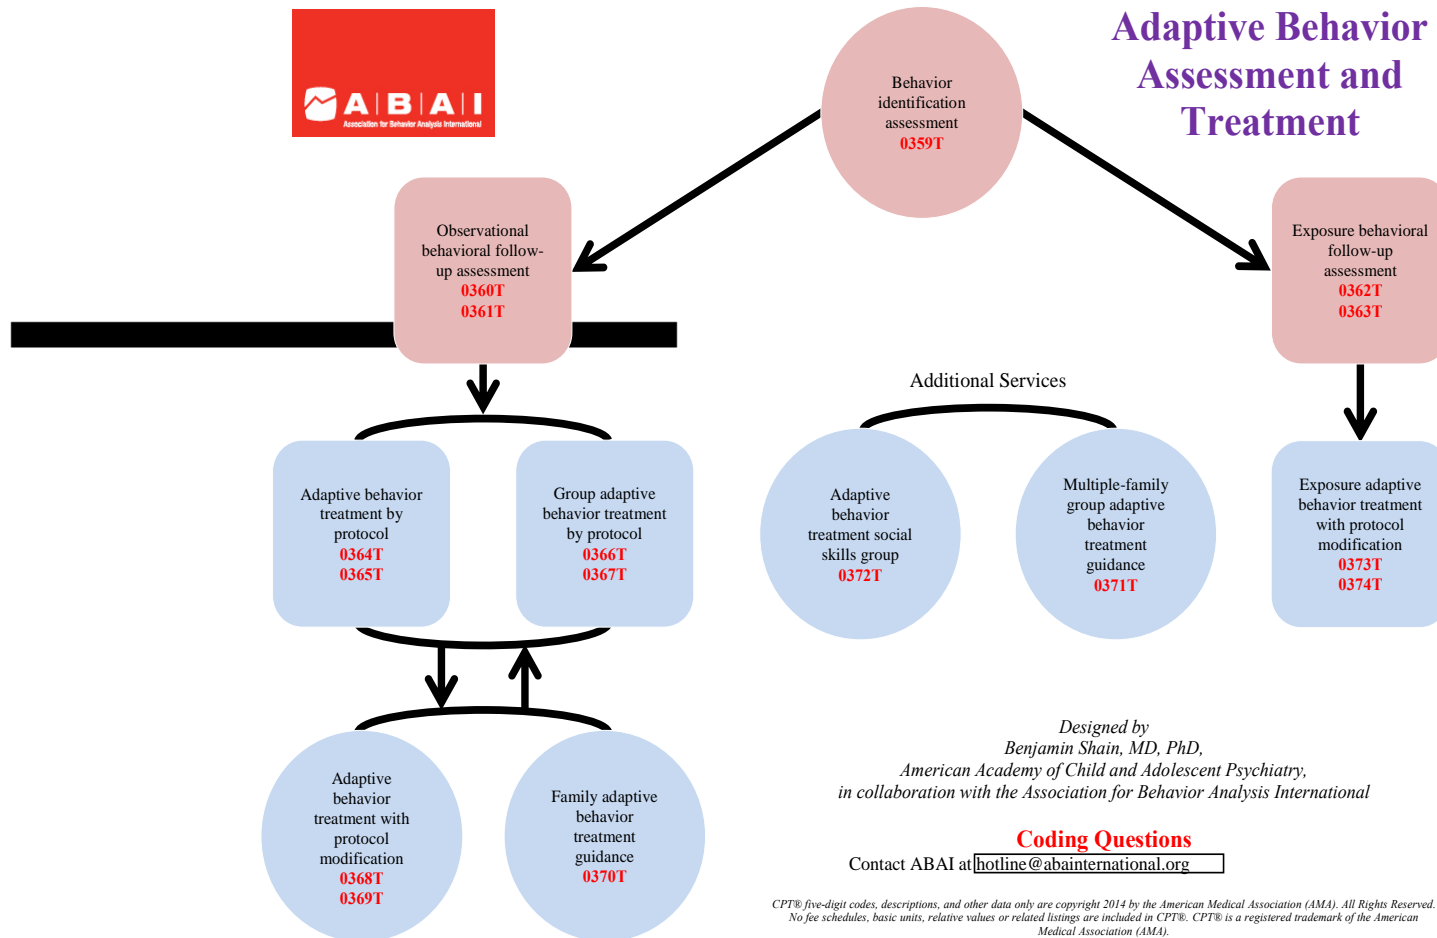 A|B|A|I
Association for Behavior Analysis International
Adaptive Behavior
Assessment and
Treatment
Behavior
identification
assessment
0359T
Observational
behavioral follow-
up assessment
0360T
0361T
Exposure behavioral
follow-up
assessment
0362T
0363T
Additional Services
Adaptive behavior
treatment by
protocol
0364T
0365T
Group adaptive
behavior treatment
by protocol
0366T
0367T
Adaptive
behavior
treatment social
skills group
0372T
Multiple-family
group adaptive
behavior
treatment
guidance
0371T
Exposure adaptive
behavior treatment
with protocol
modification
0373T
0374T
Adaptive
behavior
treatment with
protocol
modification
0368T
0369T
Family adaptive
behavior
treatment
guidance
0370T
Designed by
Benjamin Shain, MD, PhD,
American Academy of Child and Adolescent Psychiatry,
in collaboration with the Association for Behavior Analysis International
Coding Questions
Contact ABAI at hotline@abainternational.org
CPT® five-digit codes, descriptions, and other data only are copyright 2014 by the American Medical Association (AMA). All Rights Reserved.
No fee schedules, basic units, relative values or related listings are included in CPT®. CPT® is a registered trademark of the American
Medical Association (AMA).